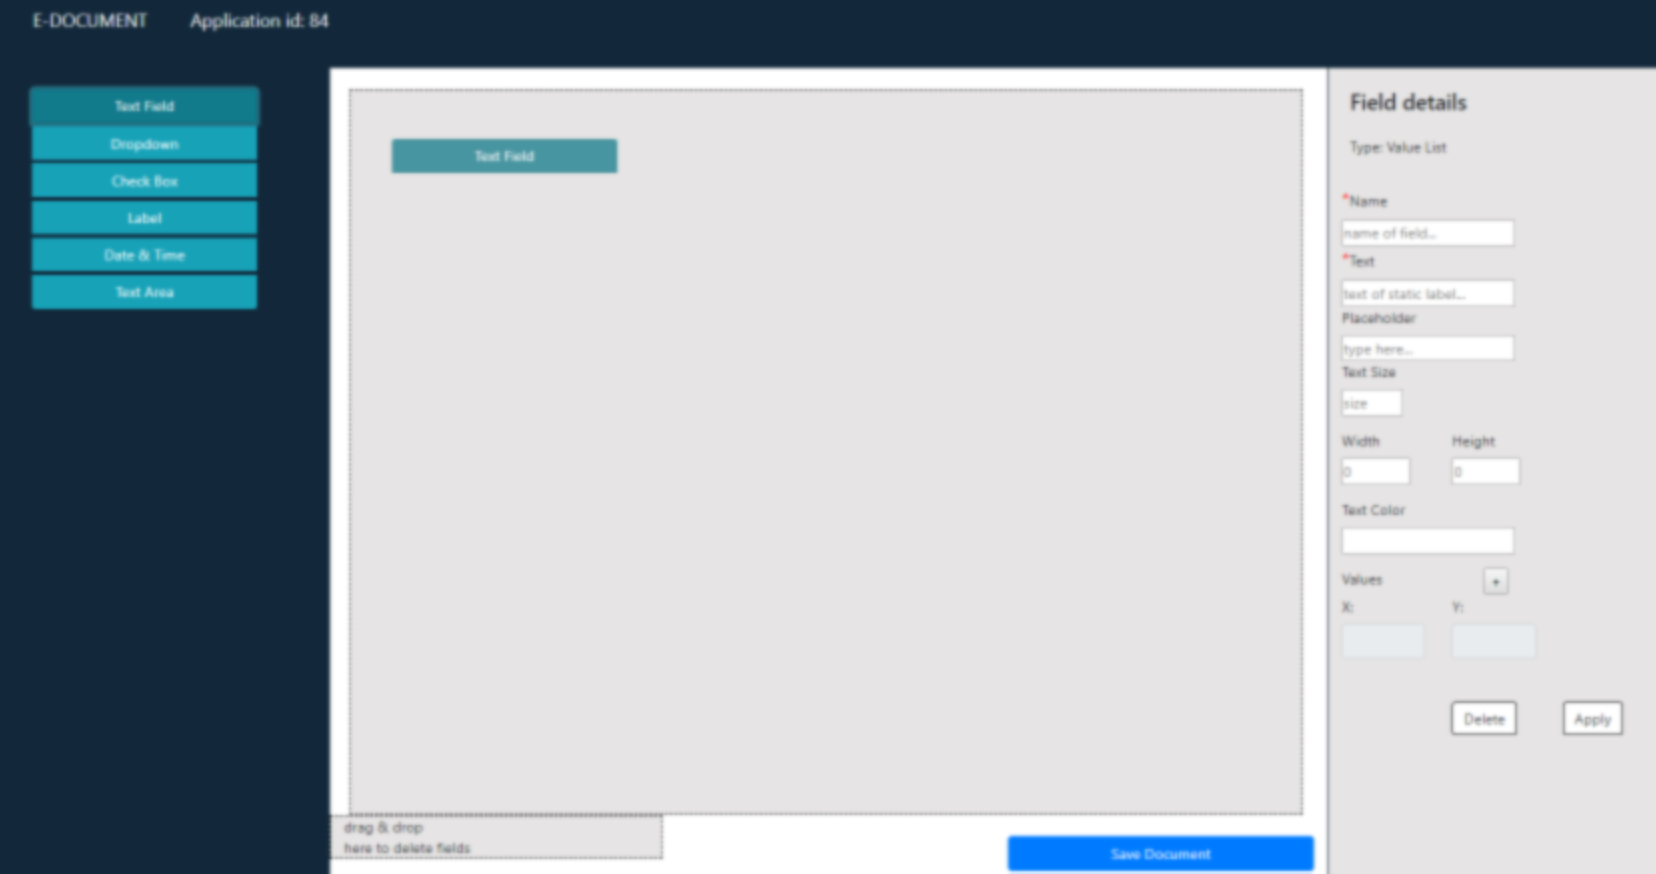 E-DOCUMENT Application id: 84
Text Field
Dropdown
Check Box
Label
Date & Time
Text Area
Text Field
drag & drop
here to delete fields
Save Document
Field details
Type: Value List
*Name
name of field...
*Text
text of static label...
Placeholder
type here...
Text Size
size
Width Height
0 0
Text Color
Values +
X: Y:
Delete Apply